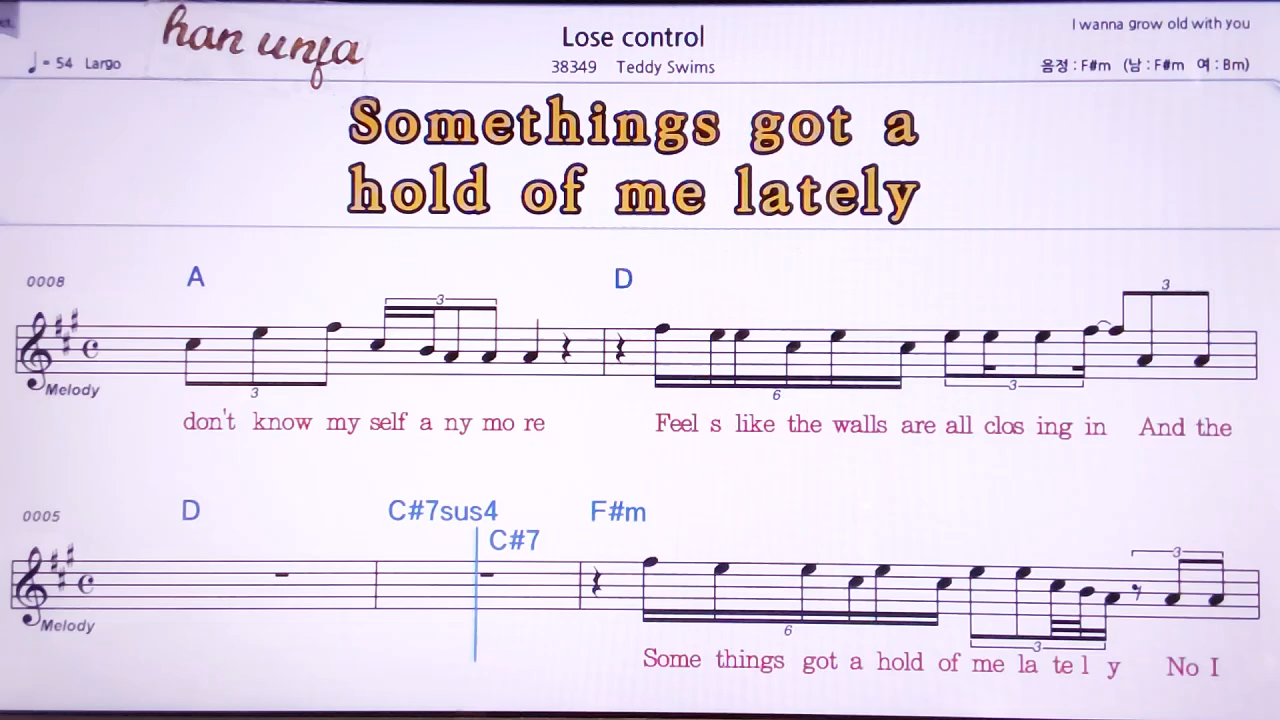 han unfa
Lose control
I wanna grow old with you
♩ = 54 Largo
38349 Teddy Swims
음정 : F#m (남 : F#m 여 : Bm)
Somethings got a
hold of me lately
0008
A
D
3
3
6
3
Melody
don't know my self a ny mo re Feel s like the walls are all clos ing in And the
0005
D
C#7sus4
F#m
C#7
3
6
3
Melody
Some things got a hold of me la te l y No I